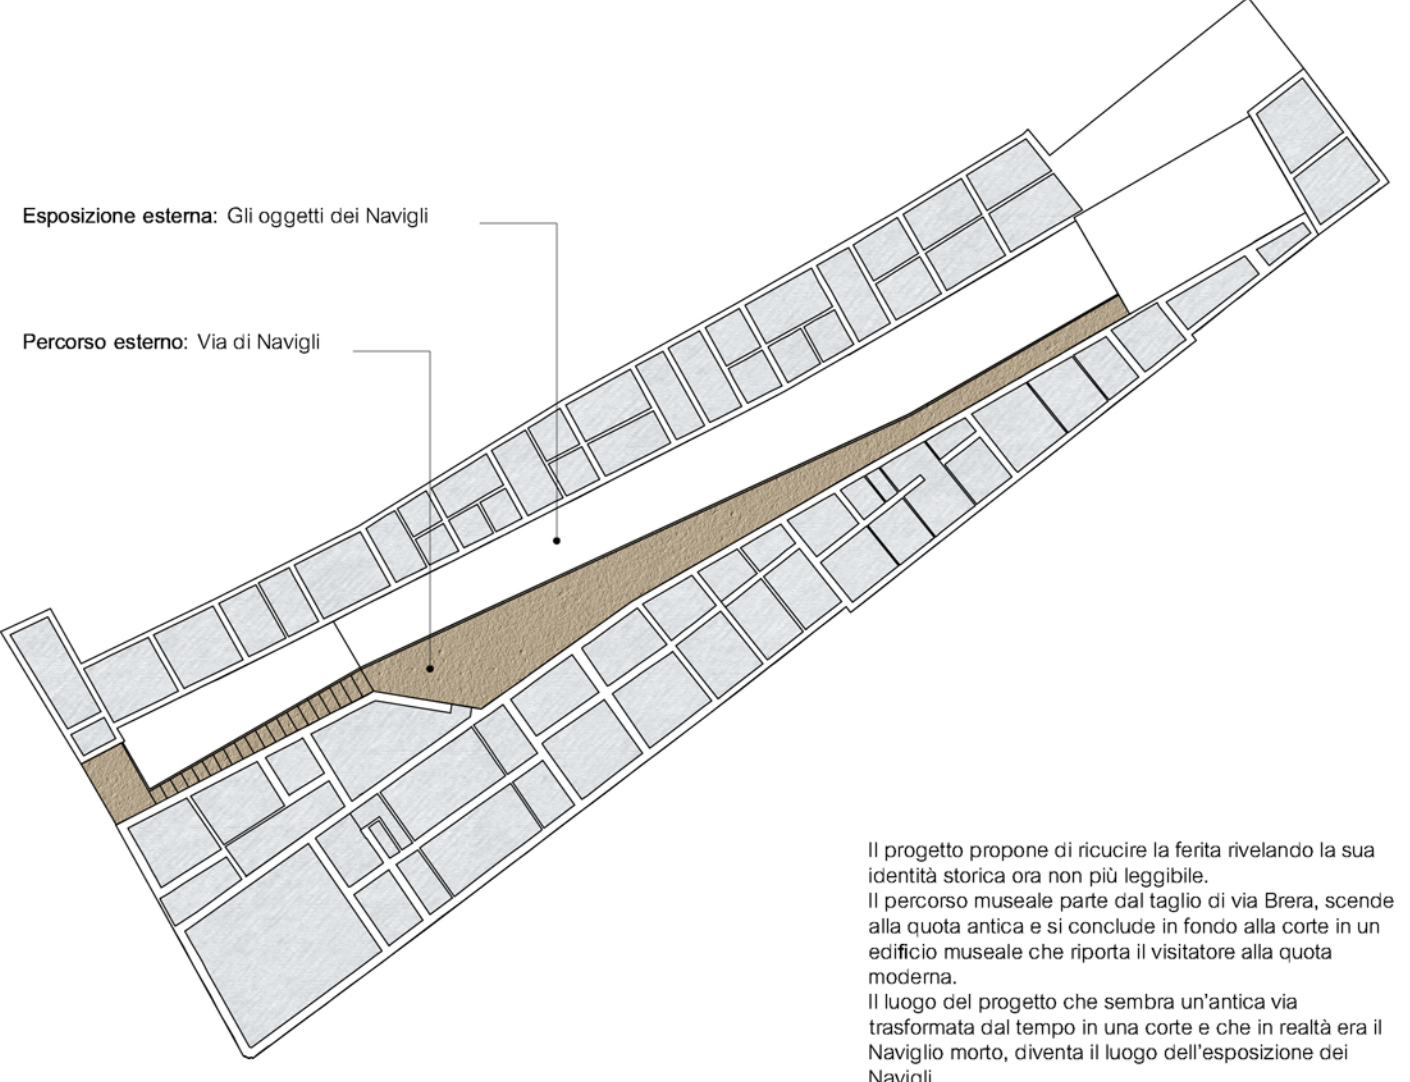 Esposizione esterna: Gli oggetti dei Navigli
Percorso esterno: Via di Navigli
Il progetto propone di ricucire la ferita rivelando la sua
identità storica ora non più leggibile.
Il percorso museale parte dal taglio di via Brera, scende
alla quota antica e si conclude in fondo alla corte in un
edificio museale che riporta il visitatore alla quota
moderna.
Il luogo del progetto che sembra un'antica via
trasformata dal tempo in una corte e che in realtà era il
Naviglio morto, diventa il luogo dell'esposizione dei
Navigli